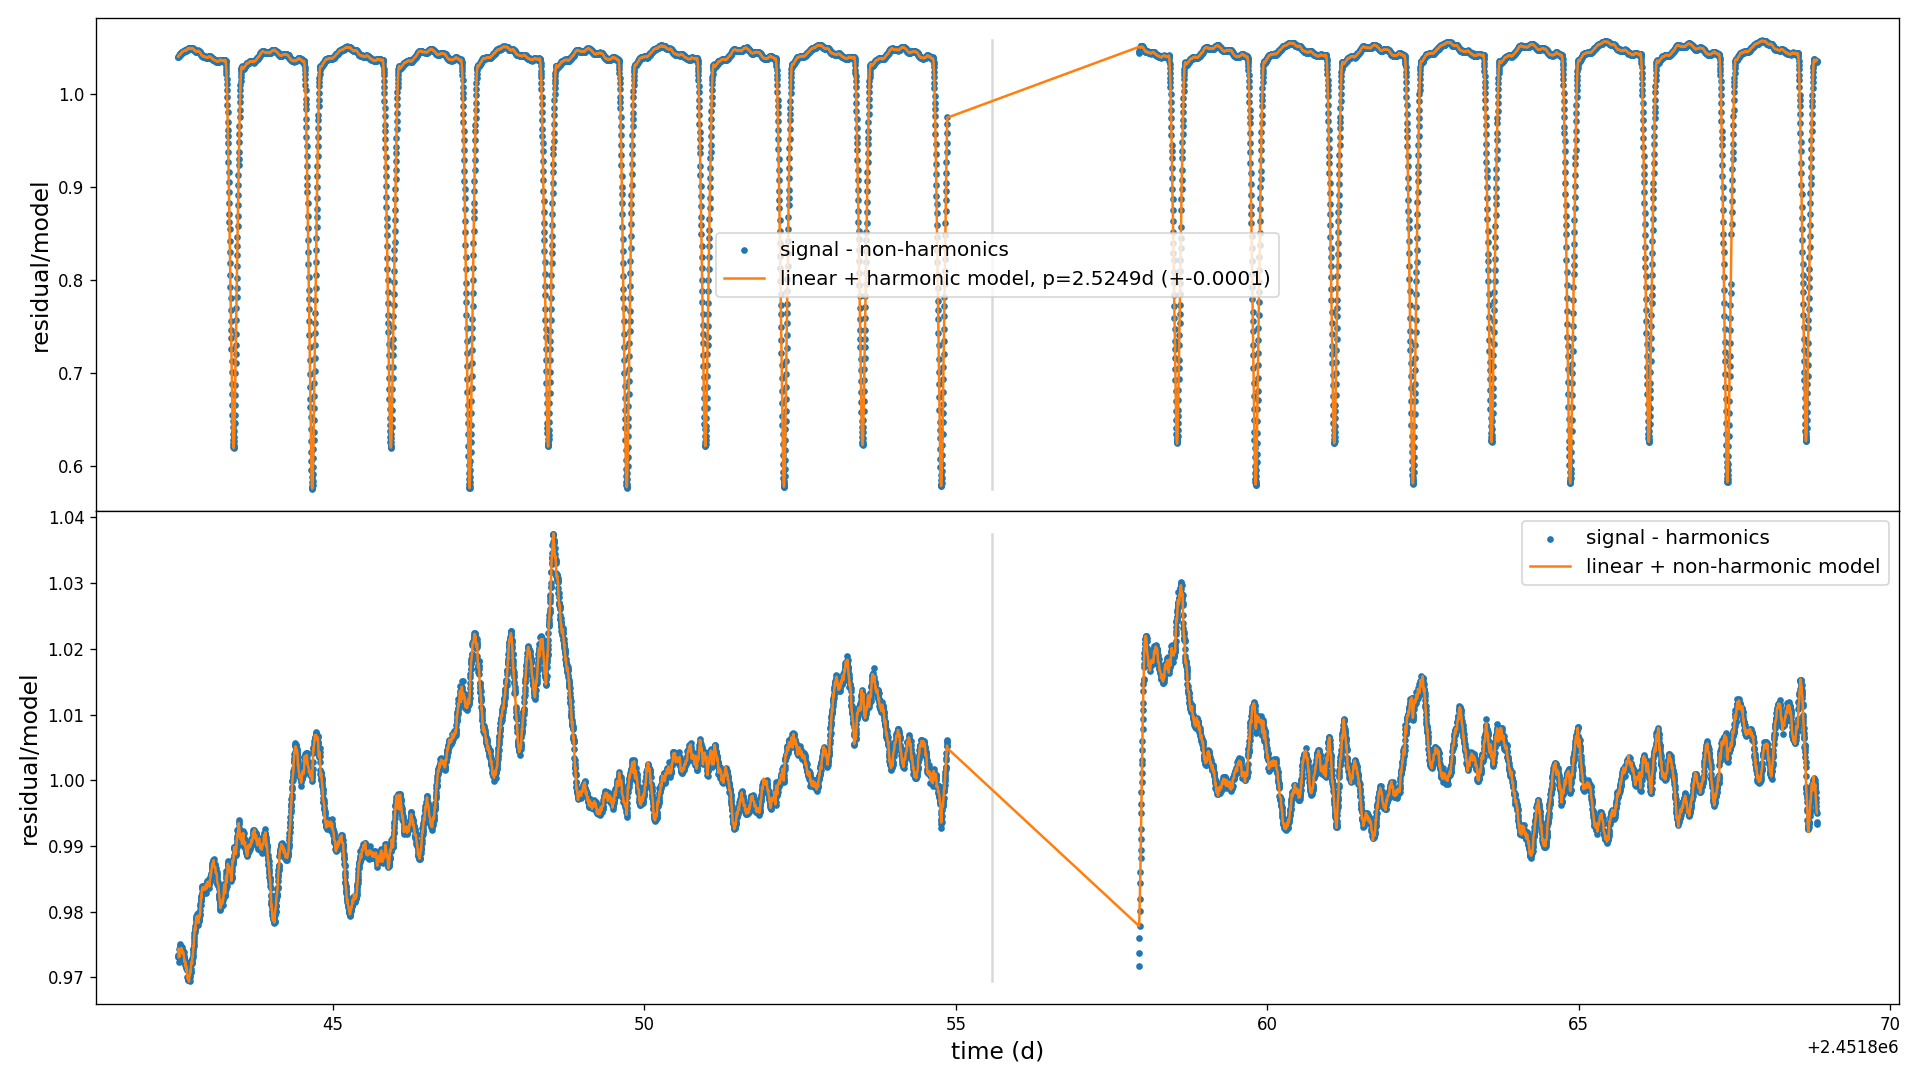 residual/model
1.0
0.9
0.8
0.7
0.6
signal - non-harmonics
linear + harmonic model, p=2.5249d (+-0.0001)
residual/model
1.04
1.03
1.02
1.01
1.00
0.99
0.98
0.97
signal - harmonics
linear + non-harmonic model
45 50 55 60 65 70
time (d)
+2.4518e6